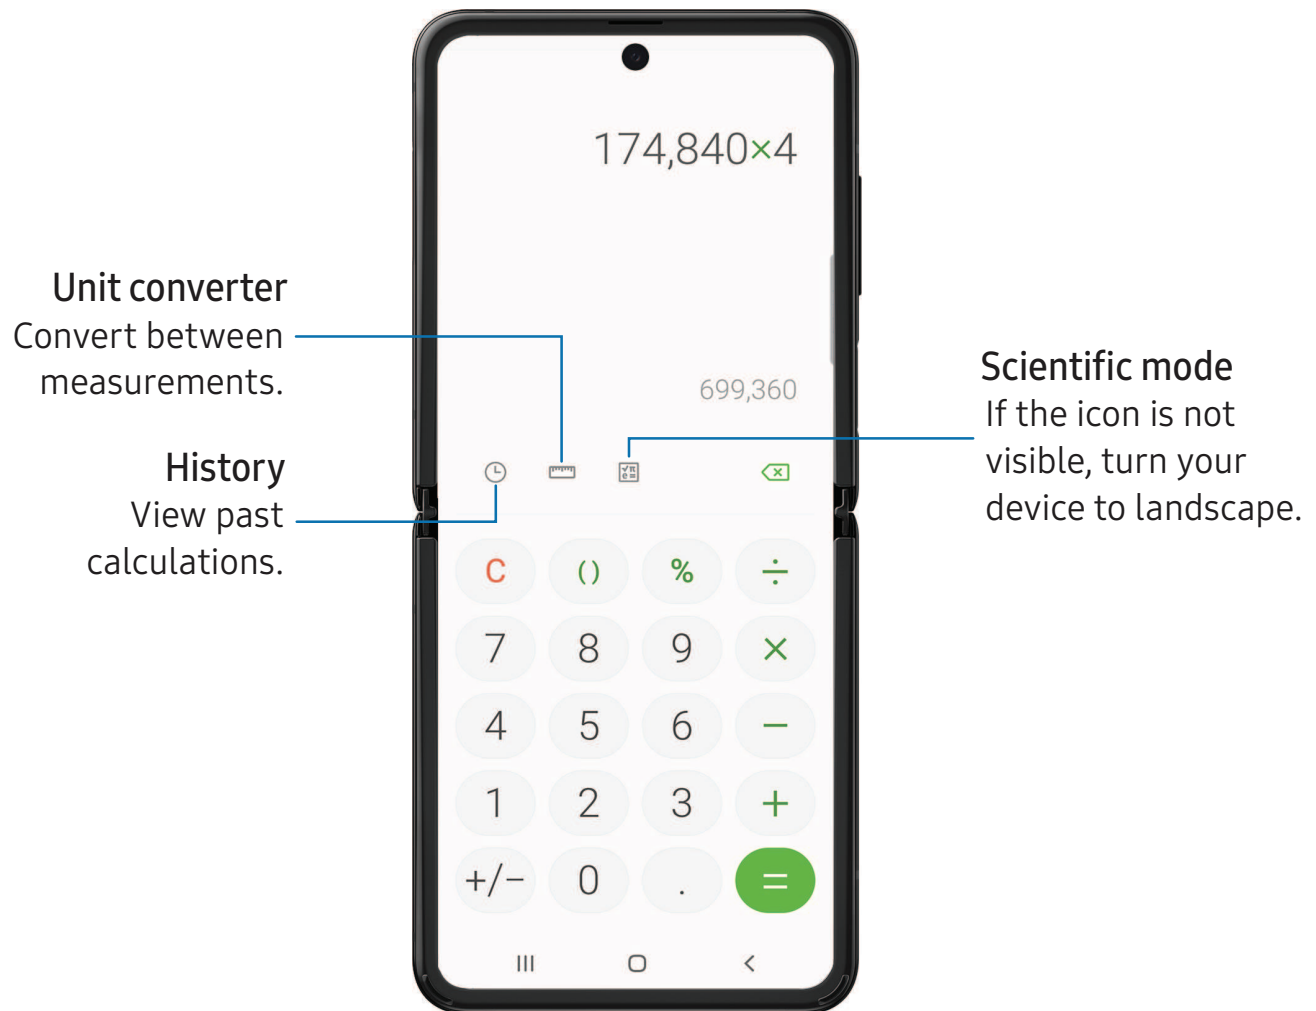 174,840×4
Unit converter
Convert between
measurements.
699,360
Scientific mode
If the icon is not
visible, turn your
device to landscape.
History
View past
calculations.
√π
e=
C () % ÷
7 8 9 ×
4 5 6 −
1 2 3 +
+/− 0 . =